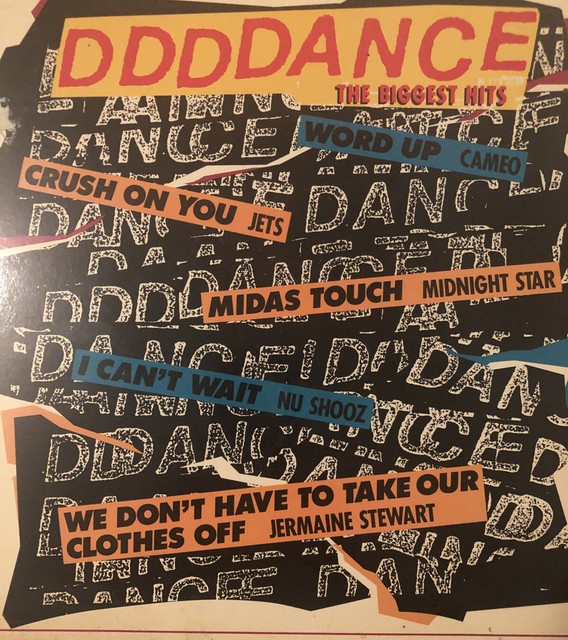 DDDDANCE
THE BIGGEST HITS
WORD UP CAMEO
CRUSH ON YOU JETS
MIDAS TOUCH MIDNIGHT STAR
I CAN'T WAIT NU SHOOZ
WE DON'T HAVE TO TAKE OUR
CLOTHES OFF JERMAINE STEWART